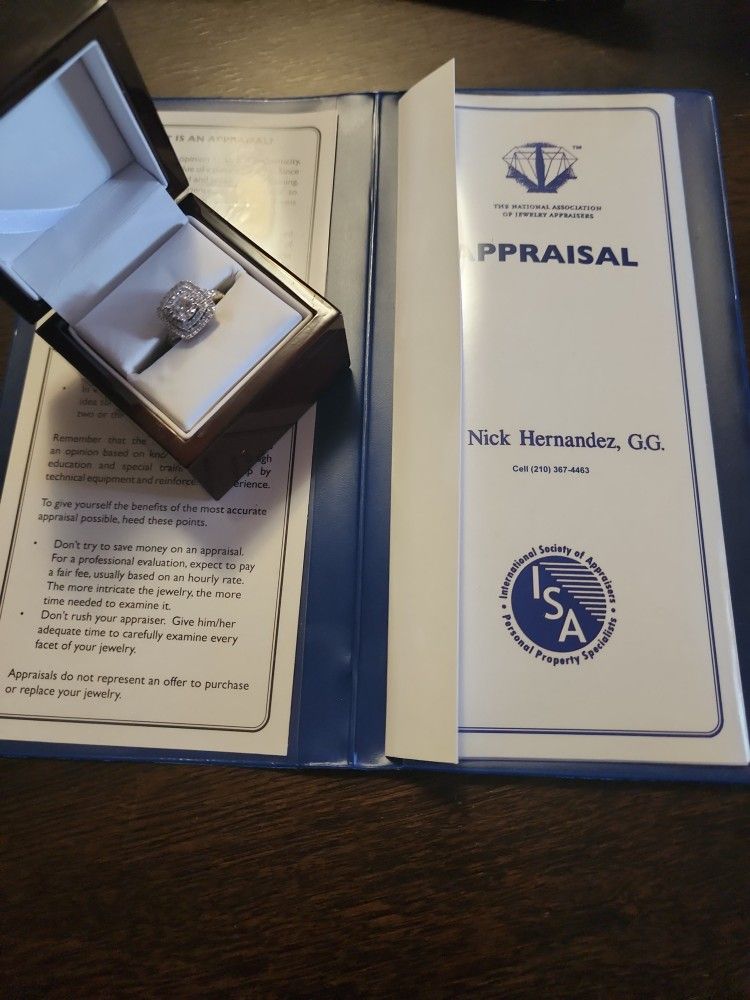 IS AN APPRAISAL?
two or
Remember that the
an opinion based on
education and special
technical equipment and
To give yourself the benefits of the most accurate
appraisal possible, heed these points.
• Don't try to save money on an appraisal.
For a professional evaluation, expect to pay
a fair fee, usually based on an hourly rate.
The more intricate the jewelry, the more
time needed to examine it.
• Don't rush your appraiser. Give him/her
adequate time to carefully examine every
facet of your jewelry.
Appraisals do not represent an offer to purchase
or replace your jewelry.
TM
THE NATIONAL ASSOCIATION
OF JEWELRY APPRAISERS
APPRAISAL
Nick Hernandez, G.G.
Cell (210) 367-4463
International Society of Appraisers
ISA
Personal Property Specialists